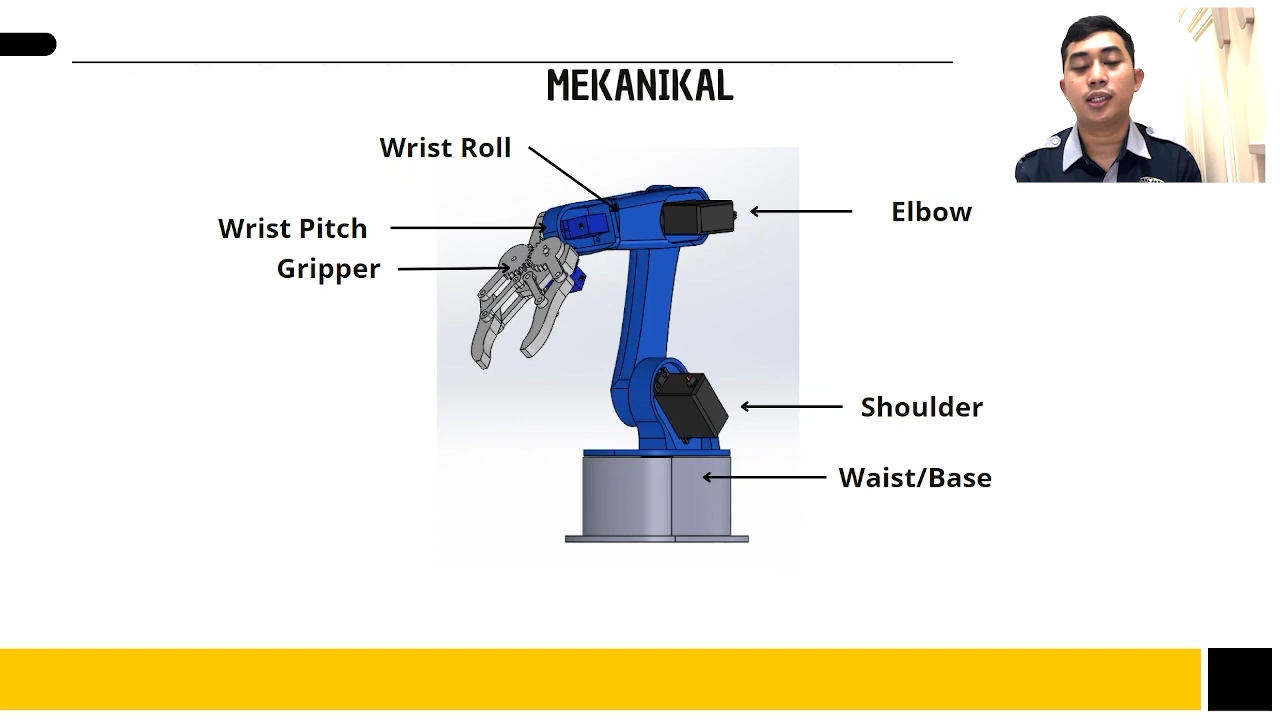 MEKANIKAL
Wrist Roll
Elbow
Wrist Pitch
Gripper
Shoulder
Waist/Base